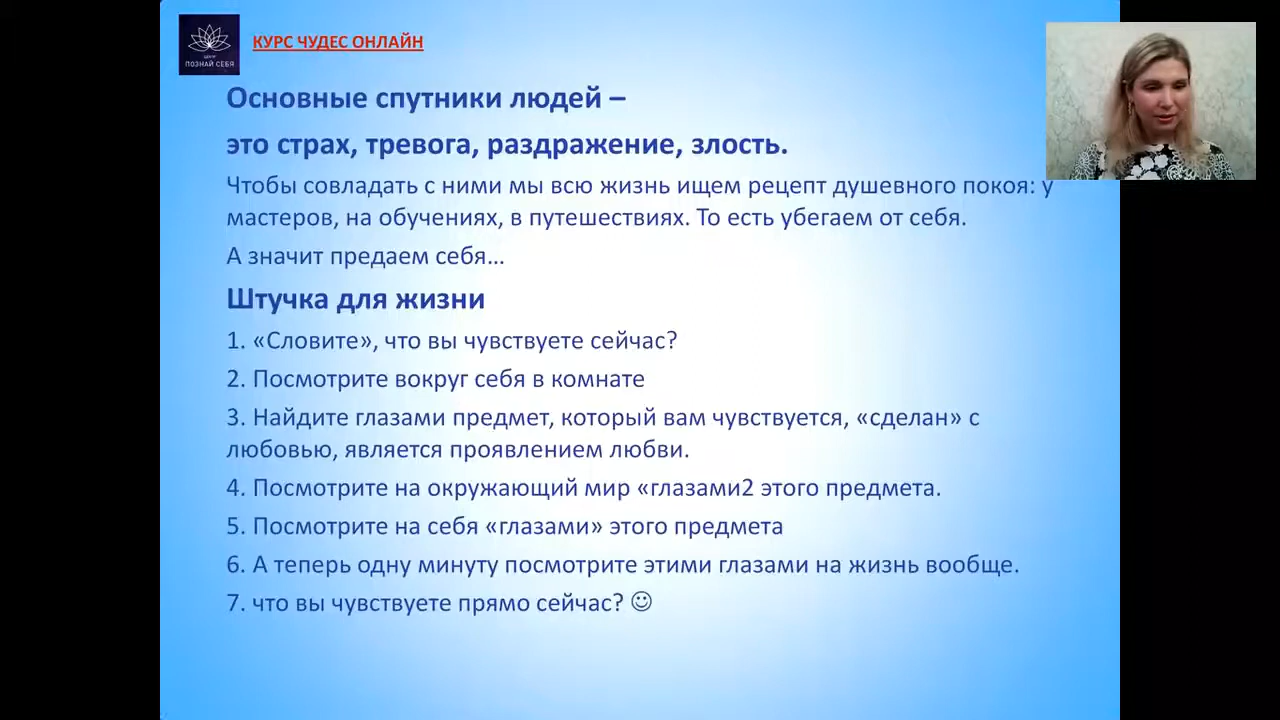 ЦЕНТР
ПОЗНАЙ СЕБЯ
КУРС ЧУДЕС ОНЛАЙН
Основные спутники людей –
это страх, тревога, раздражение, злость.
Чтобы совладать с ними мы всю жизнь ищем рецепт душевного покоя: у
мастеров, на обучениях, в путешествиях. То есть убегаем от себя.
А значит предаем себя…
Штучка для жизни
1. «Словите», что вы чувствуете сейчас?
2. Посмотрите вокруг себя в комнате
3. Найдите глазами предмет, который вам чувствуется, «сделан» с
любовью, является проявлением любви.
4. Посмотрите на окружающий мир «глазами2 этого предмета.
5. Посмотрите на себя «глазами» этого предмета
6. А теперь одну минуту посмотрите этими глазами на жизнь вообще.
7. что вы чувствуете прямо сейчас? ☺